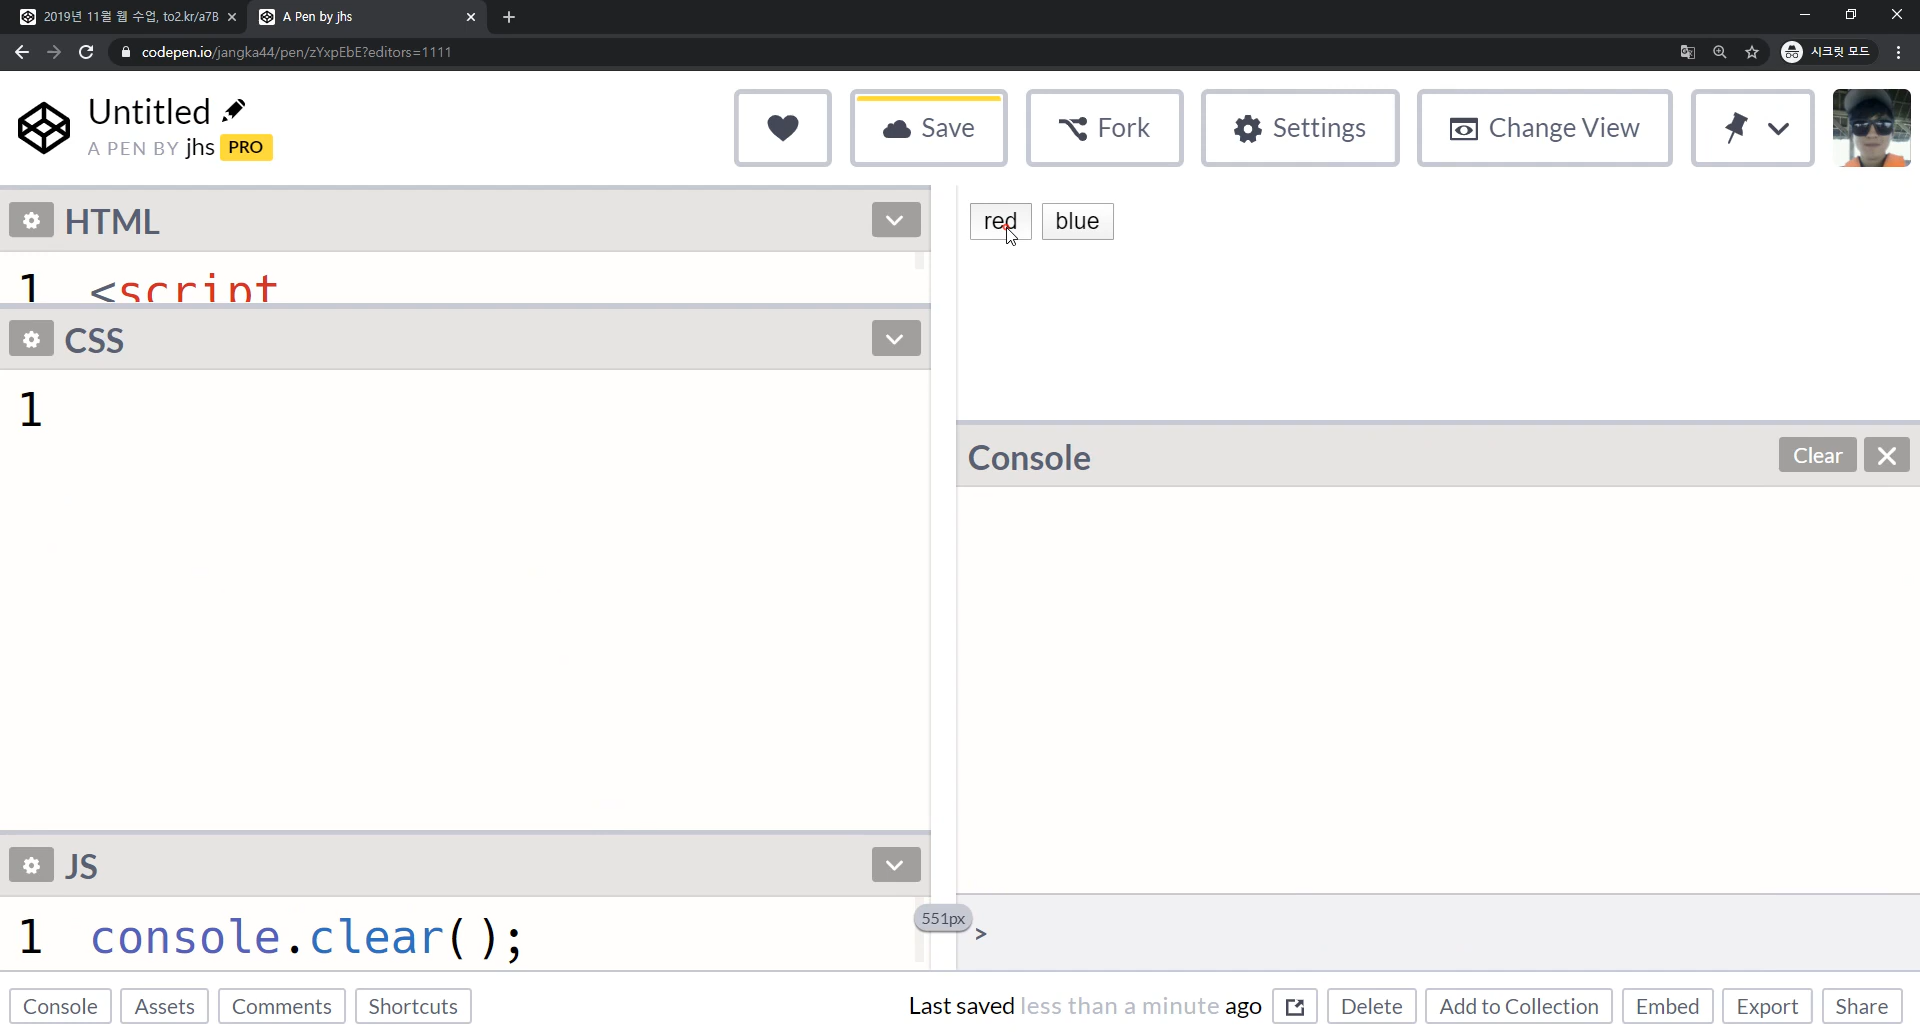 2019년 11월 웹 수업, to2.kr/a7B
A Pen by jhs
codepen.io/jangka44/pen/zYxpEbE?editors=1111
시크릿 모드
Untitled
A PEN BY jhs PRO
Save
Fork
Settings
Change View
HTML
1 <script
CSS
1
JS
1 console.clear();
red
blue
Console
Clear
551px
>
Console
Assets
Comments
Shortcuts
Last saved less than a minute ago
Delete
Add to Collection
Embed
Export
Share